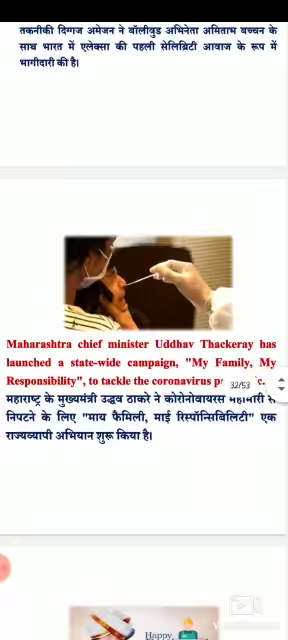 तकनीकी दिग्गज अमेजन ने बॉलीवुड अभिनेता अमिताभ बच्चन के
साथ भारत में एलेक्सा की पहली सेलिब्रिटी आवाज के रूप में
भागीदारी की है।
Maharashtra chief minister Uddhav Thackeray has
launched a state-wide campaign, "My Family, My
Responsibility", to tackle the coronavirus
32/53
महाराष्ट्र के मुख्यमंत्री उद्धव ठाकरे ने कोरोनोवायरस महामारी से
निपटने के लिए "माय फैमिली, माई रिस्पॉन्सिबिलिटी" एक
राज्यव्यापी अभियान शुरू किया है।
Happy